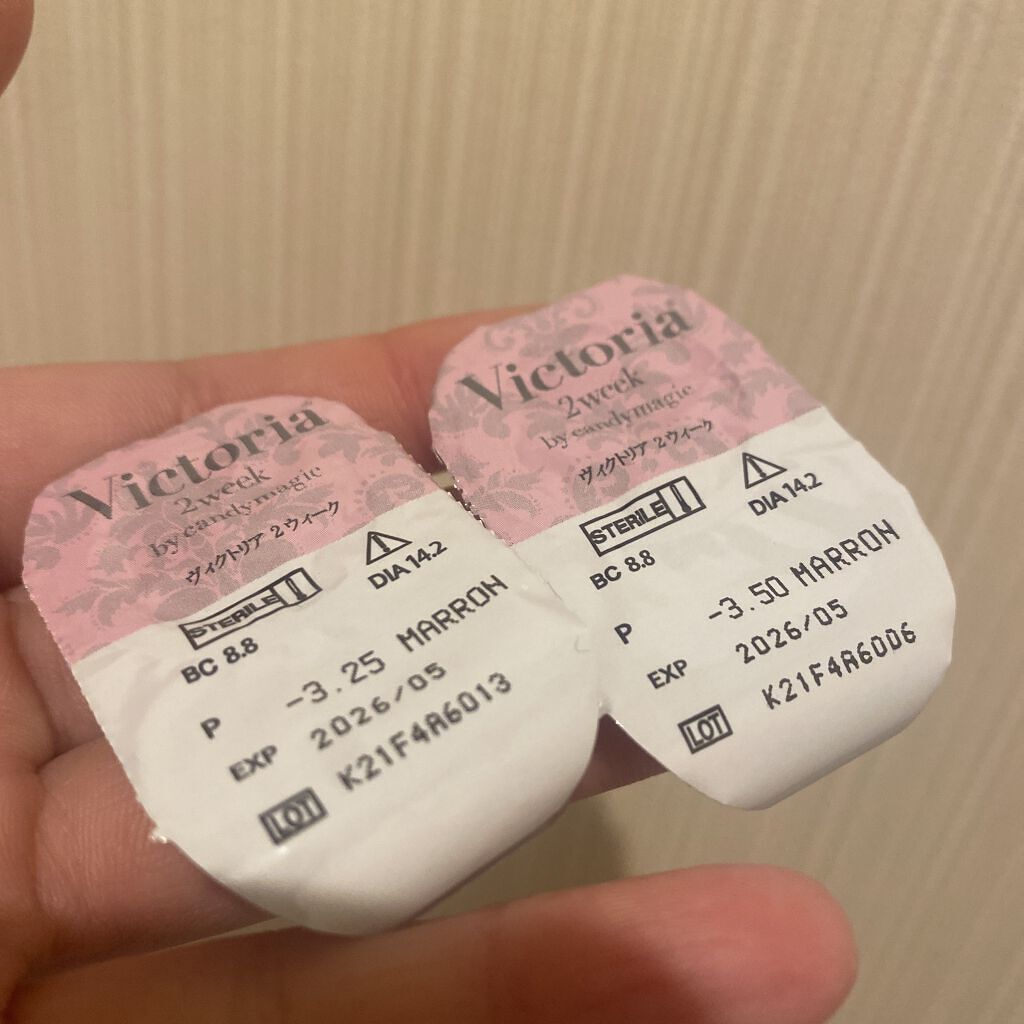 Victoria
2week
by candymagic
ヴィクトリア 2ウィーク
STERILE
BC 8.8
DIA 14.2
P -3.25 MARRON
EXP 2026/05
LOT K21F4A6013
Victoria
2week
by candymagic
ヴィクトリア 2ウィーク
STERILE
BC 8.8
DIA 14.2
P -3.50 MARRON
EXP 2026/05
LOT K21F4A6006